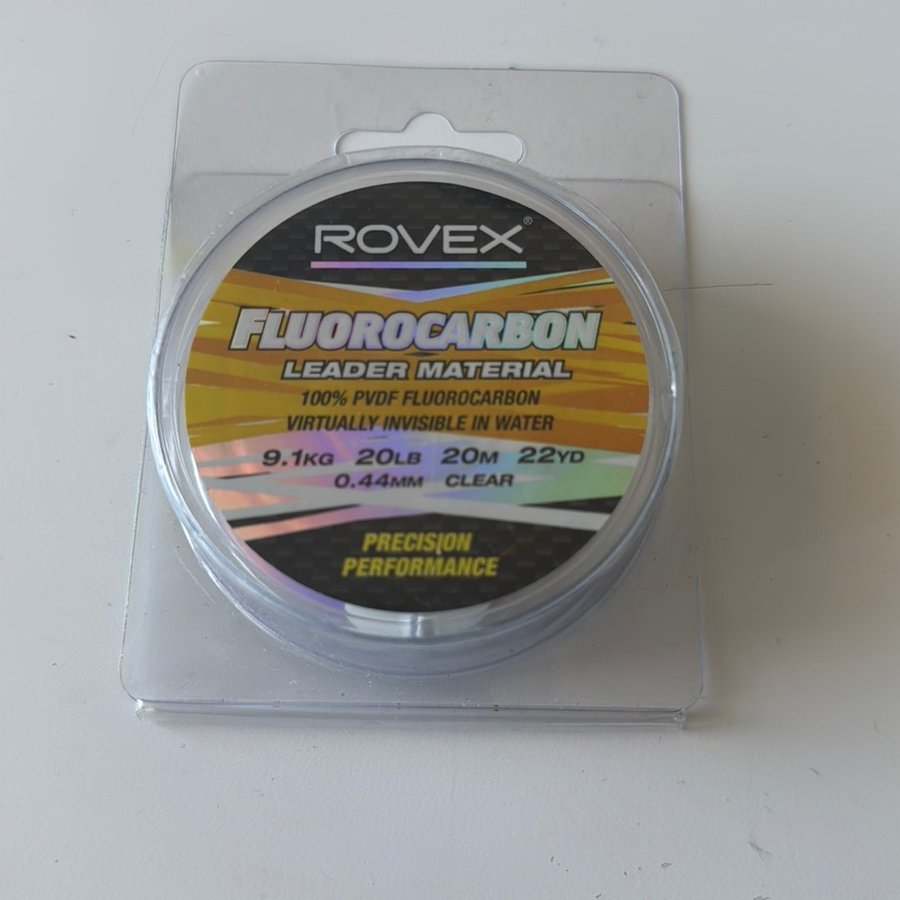 ROVEX®
FLUOROCARBON
LEADER MATERIAL
100% PVDF FLUOROCARBON
VIRTUALLY INVISIBLE IN WATER
9.1KG 20LB 20M 22YD
0.44MM CLEAR
PRECISION
PERFORMANCE